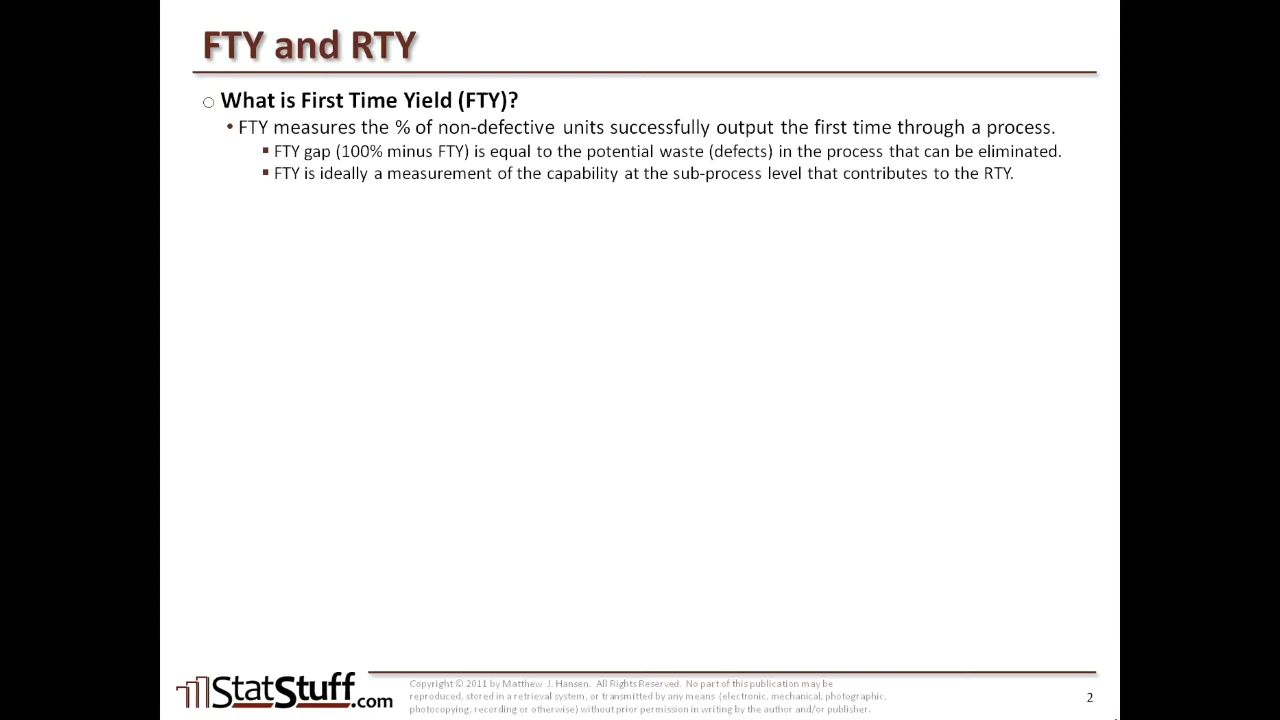 FTY and RTY
What is First Time Yield (FTY)?
• FTY measures the % of non-defective units successfully output the first time through a process.
▪ FTY gap (100% minus FTY) is equal to the potential waste (defects) in the process that can be eliminated.
▪ FTY is ideally a measurement of the capability at the sub-process level that contributes to the RTY.
StatStuff.com
Copyright © 2011 by Matthew J. Hansen. All Rights Reserved. No part of this publication may be
reproduced, stored in a retrieval system, or transmitted by any means (electronic, mechanical, photographic,
photocopying, recording or otherwise) without prior permission in writing by the author and/or publisher.
2